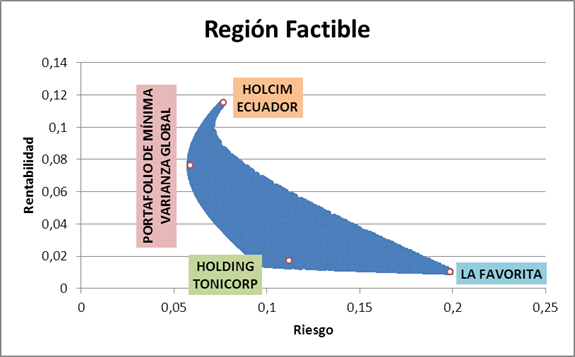 Región Factible
Rentabilidad
0,14
0,12
0,1
0,08
0,06
0,04
0,02
0
PORTAFOLIO DE MÍNIMA
VARIANZA GLOBAL
HOLCIM
ECUADOR
HOLDING
TONICORP
LA FAVORITA
0
0,05
0,1
0,15
0,2
0,25
Riesgo